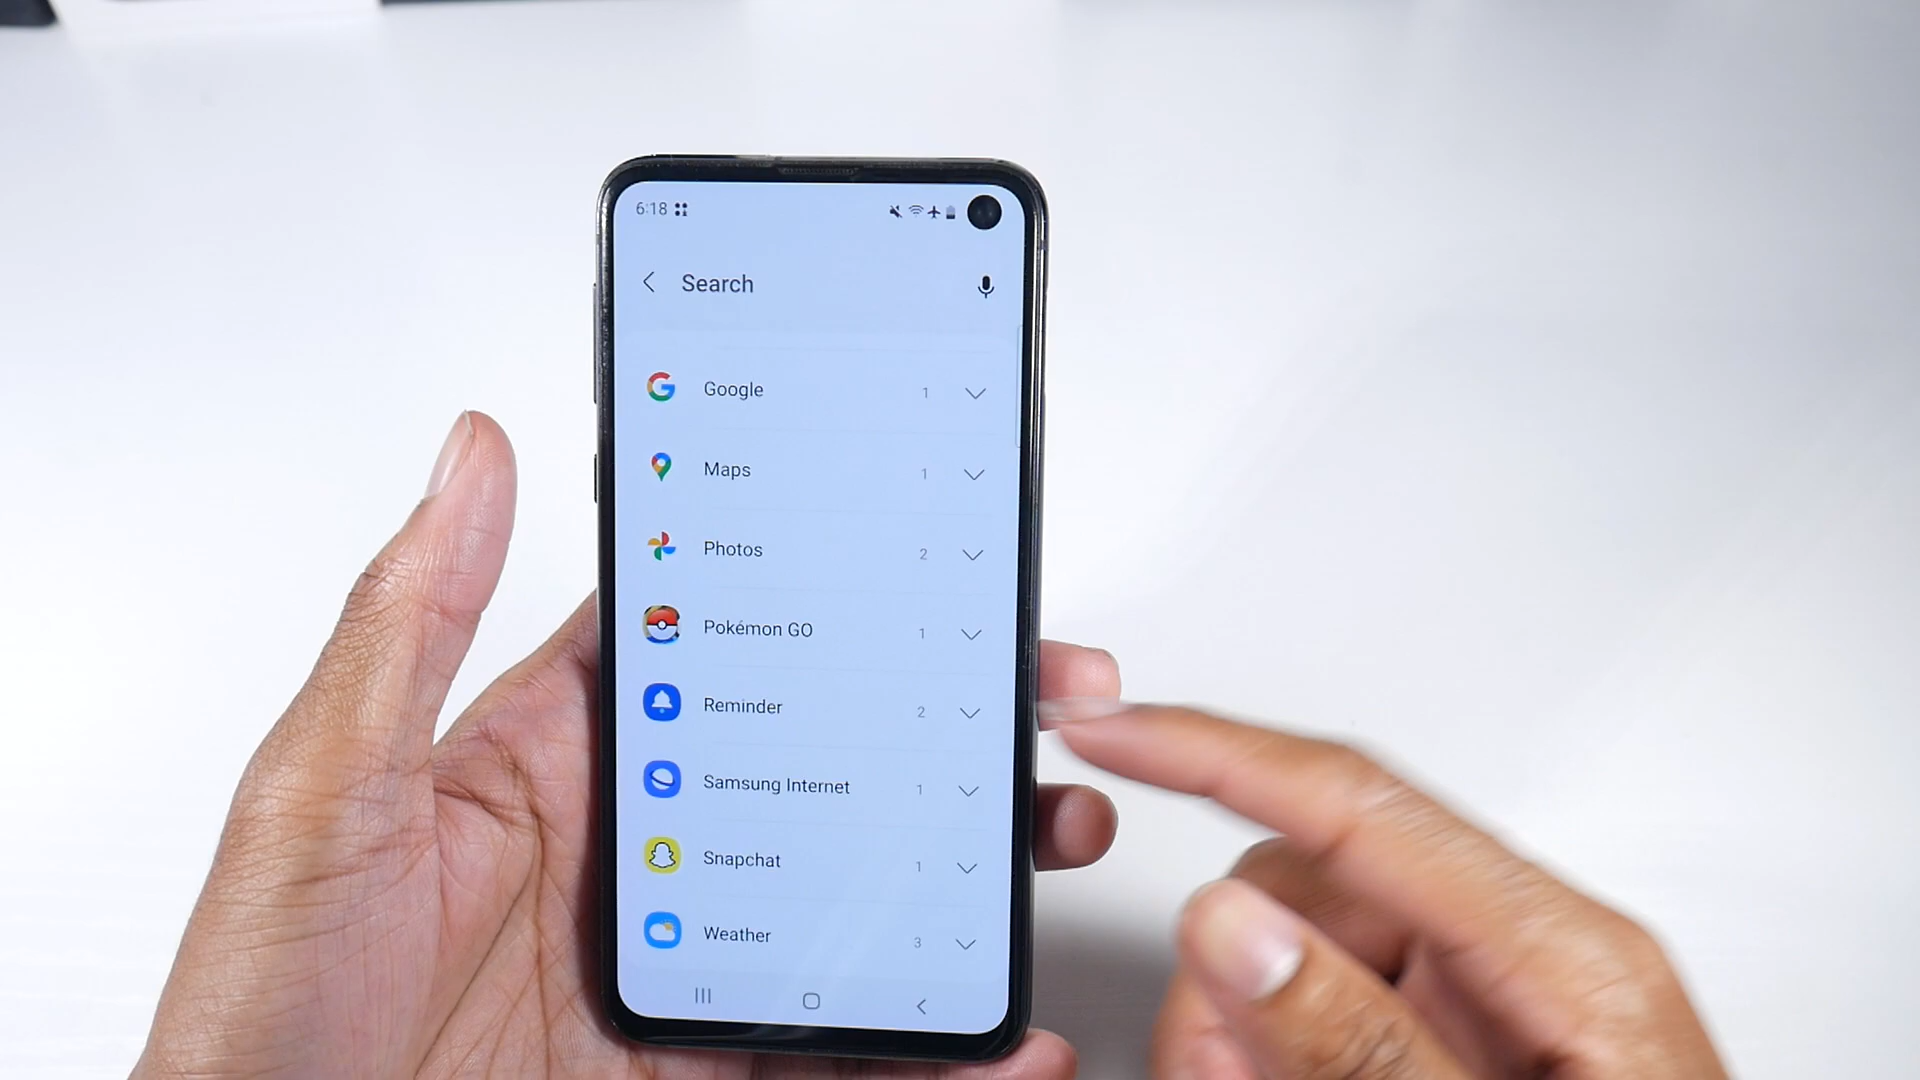 6:18
Search
Google 1
Maps 1
Photos 2
Pokémon GO 1
Reminder 2
Samsung Internet 1
Snapchat 1
Weather 3